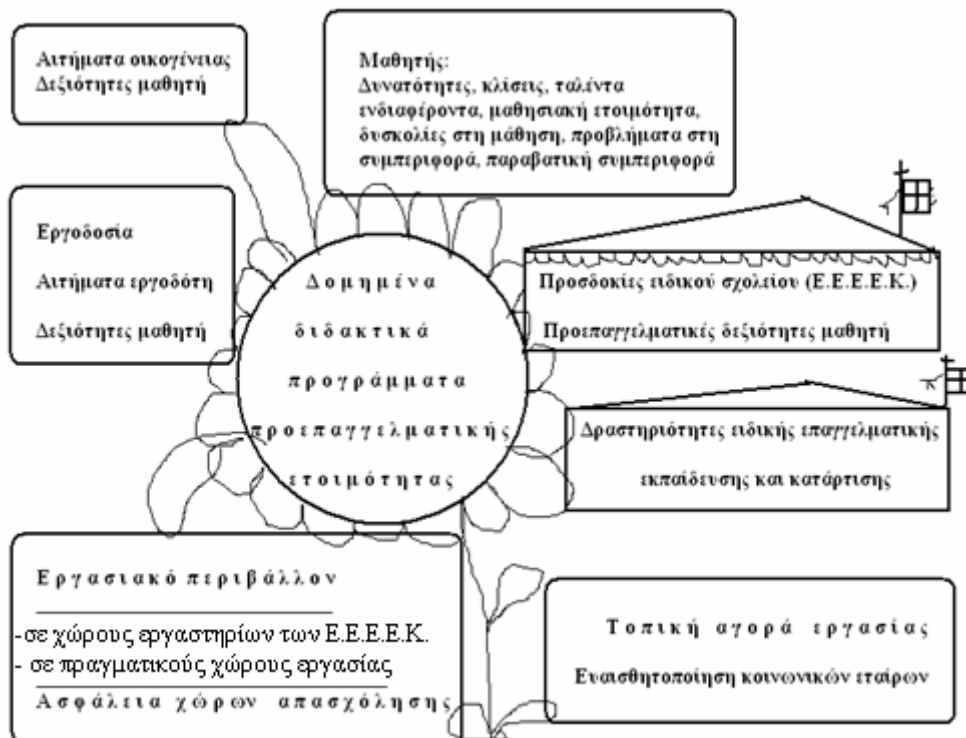 Αιτήματα οικογένειας
Δεξιότητες μαθητή
Μαθητής:
Δυνατότητες, κλίσεις, ταλέντα
ενδιαφέροντα, μαθησιακή ετοιμότητα,
δυσκολίες στη μάθηση, προβλήματα στη
συμπεριφορά, παραβατική συμπεριφορά
Εργοδοσία
Αιτήματα εργοδότη
Δεξιότητες μαθητή
Δομημένα
διδακτικά
προγράμματα
προεπαγγελματικής
ετοιμότητας
Προσδοκίες ειδικού σχολείου (Ε.Ε.Ε.Ε.Κ.)
Προεπαγγελματικές δεξιότητες μαθητή
Δραστηριότητες ειδικής επαγγελματικής
εκπαίδευσης και κατάρτισης
Εργασιακό περιβάλλον
-σε χώρους εργαστηρίων των Ε.Ε.Ε.Ε.Κ.
- σε πραγματικούς χώρους εργασίας
Ασφάλεια χώρων απασχόλησης
Τοπική αγορά εργασίας
Ευαισθητοποίηση κοινωνικών εταίρων